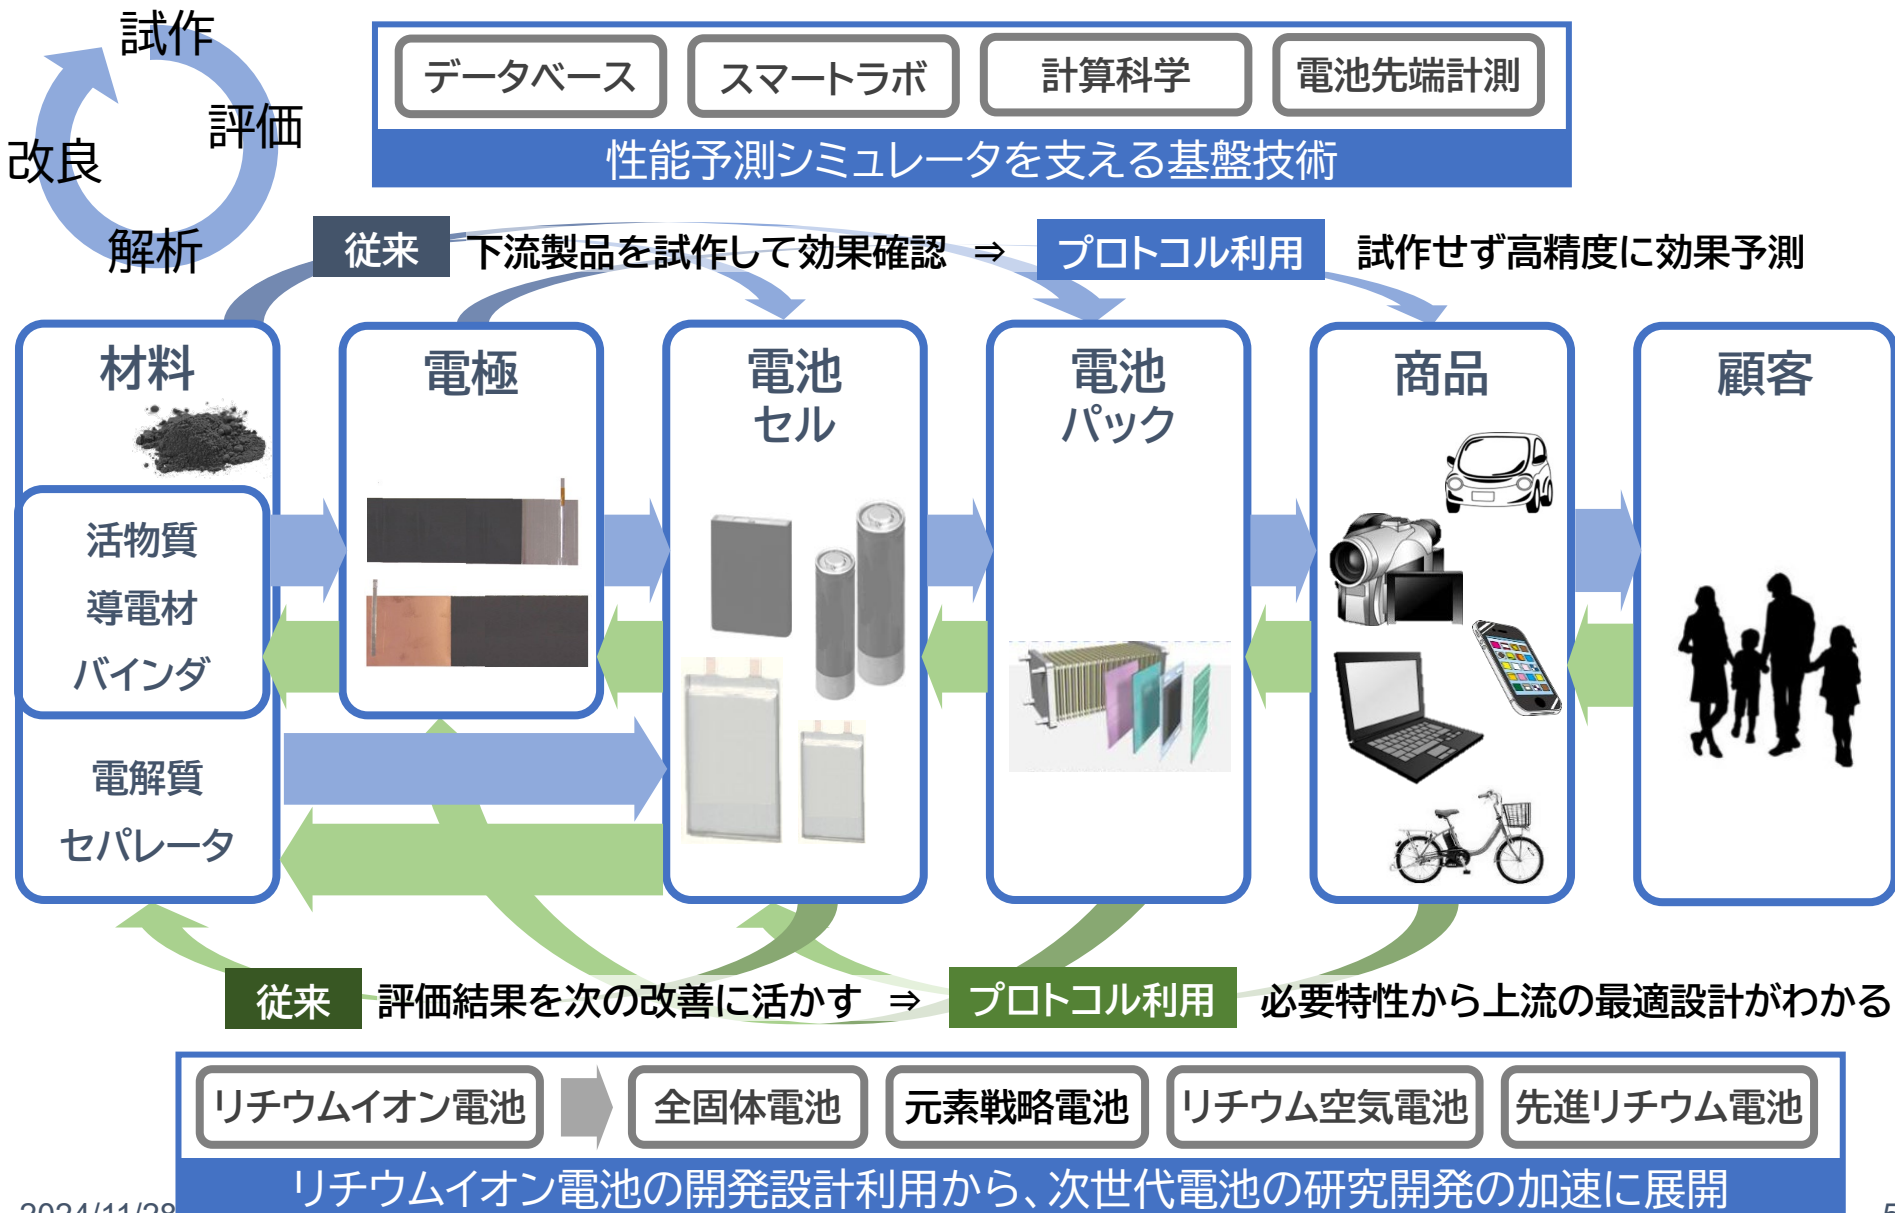 試作
評価
改良
解析
データベース
スマートラボ
計算科学
電池先端計測
性能予測シミュレータを支える基盤技術
従来 下流製品を試作して効果確認 ⇒ プロトコル利用 試作せず高精度に効果予測
材料
活物質
導電材
バインダ
電解質
セパレータ
電極
電池
セル
電池
パック
商品
顧客
従来 評価結果を次の改善に活かす ⇒ プロトコル利用 必要特性から上流の最適設計がわかる
リチウムイオン電池
全固体電池
元素戦略電池
リチウム空気電池
先進リチウム電池
リチウムイオン電池の開発設計利用から、次世代電池の研究開発の加速に展開
2024/11/28
5